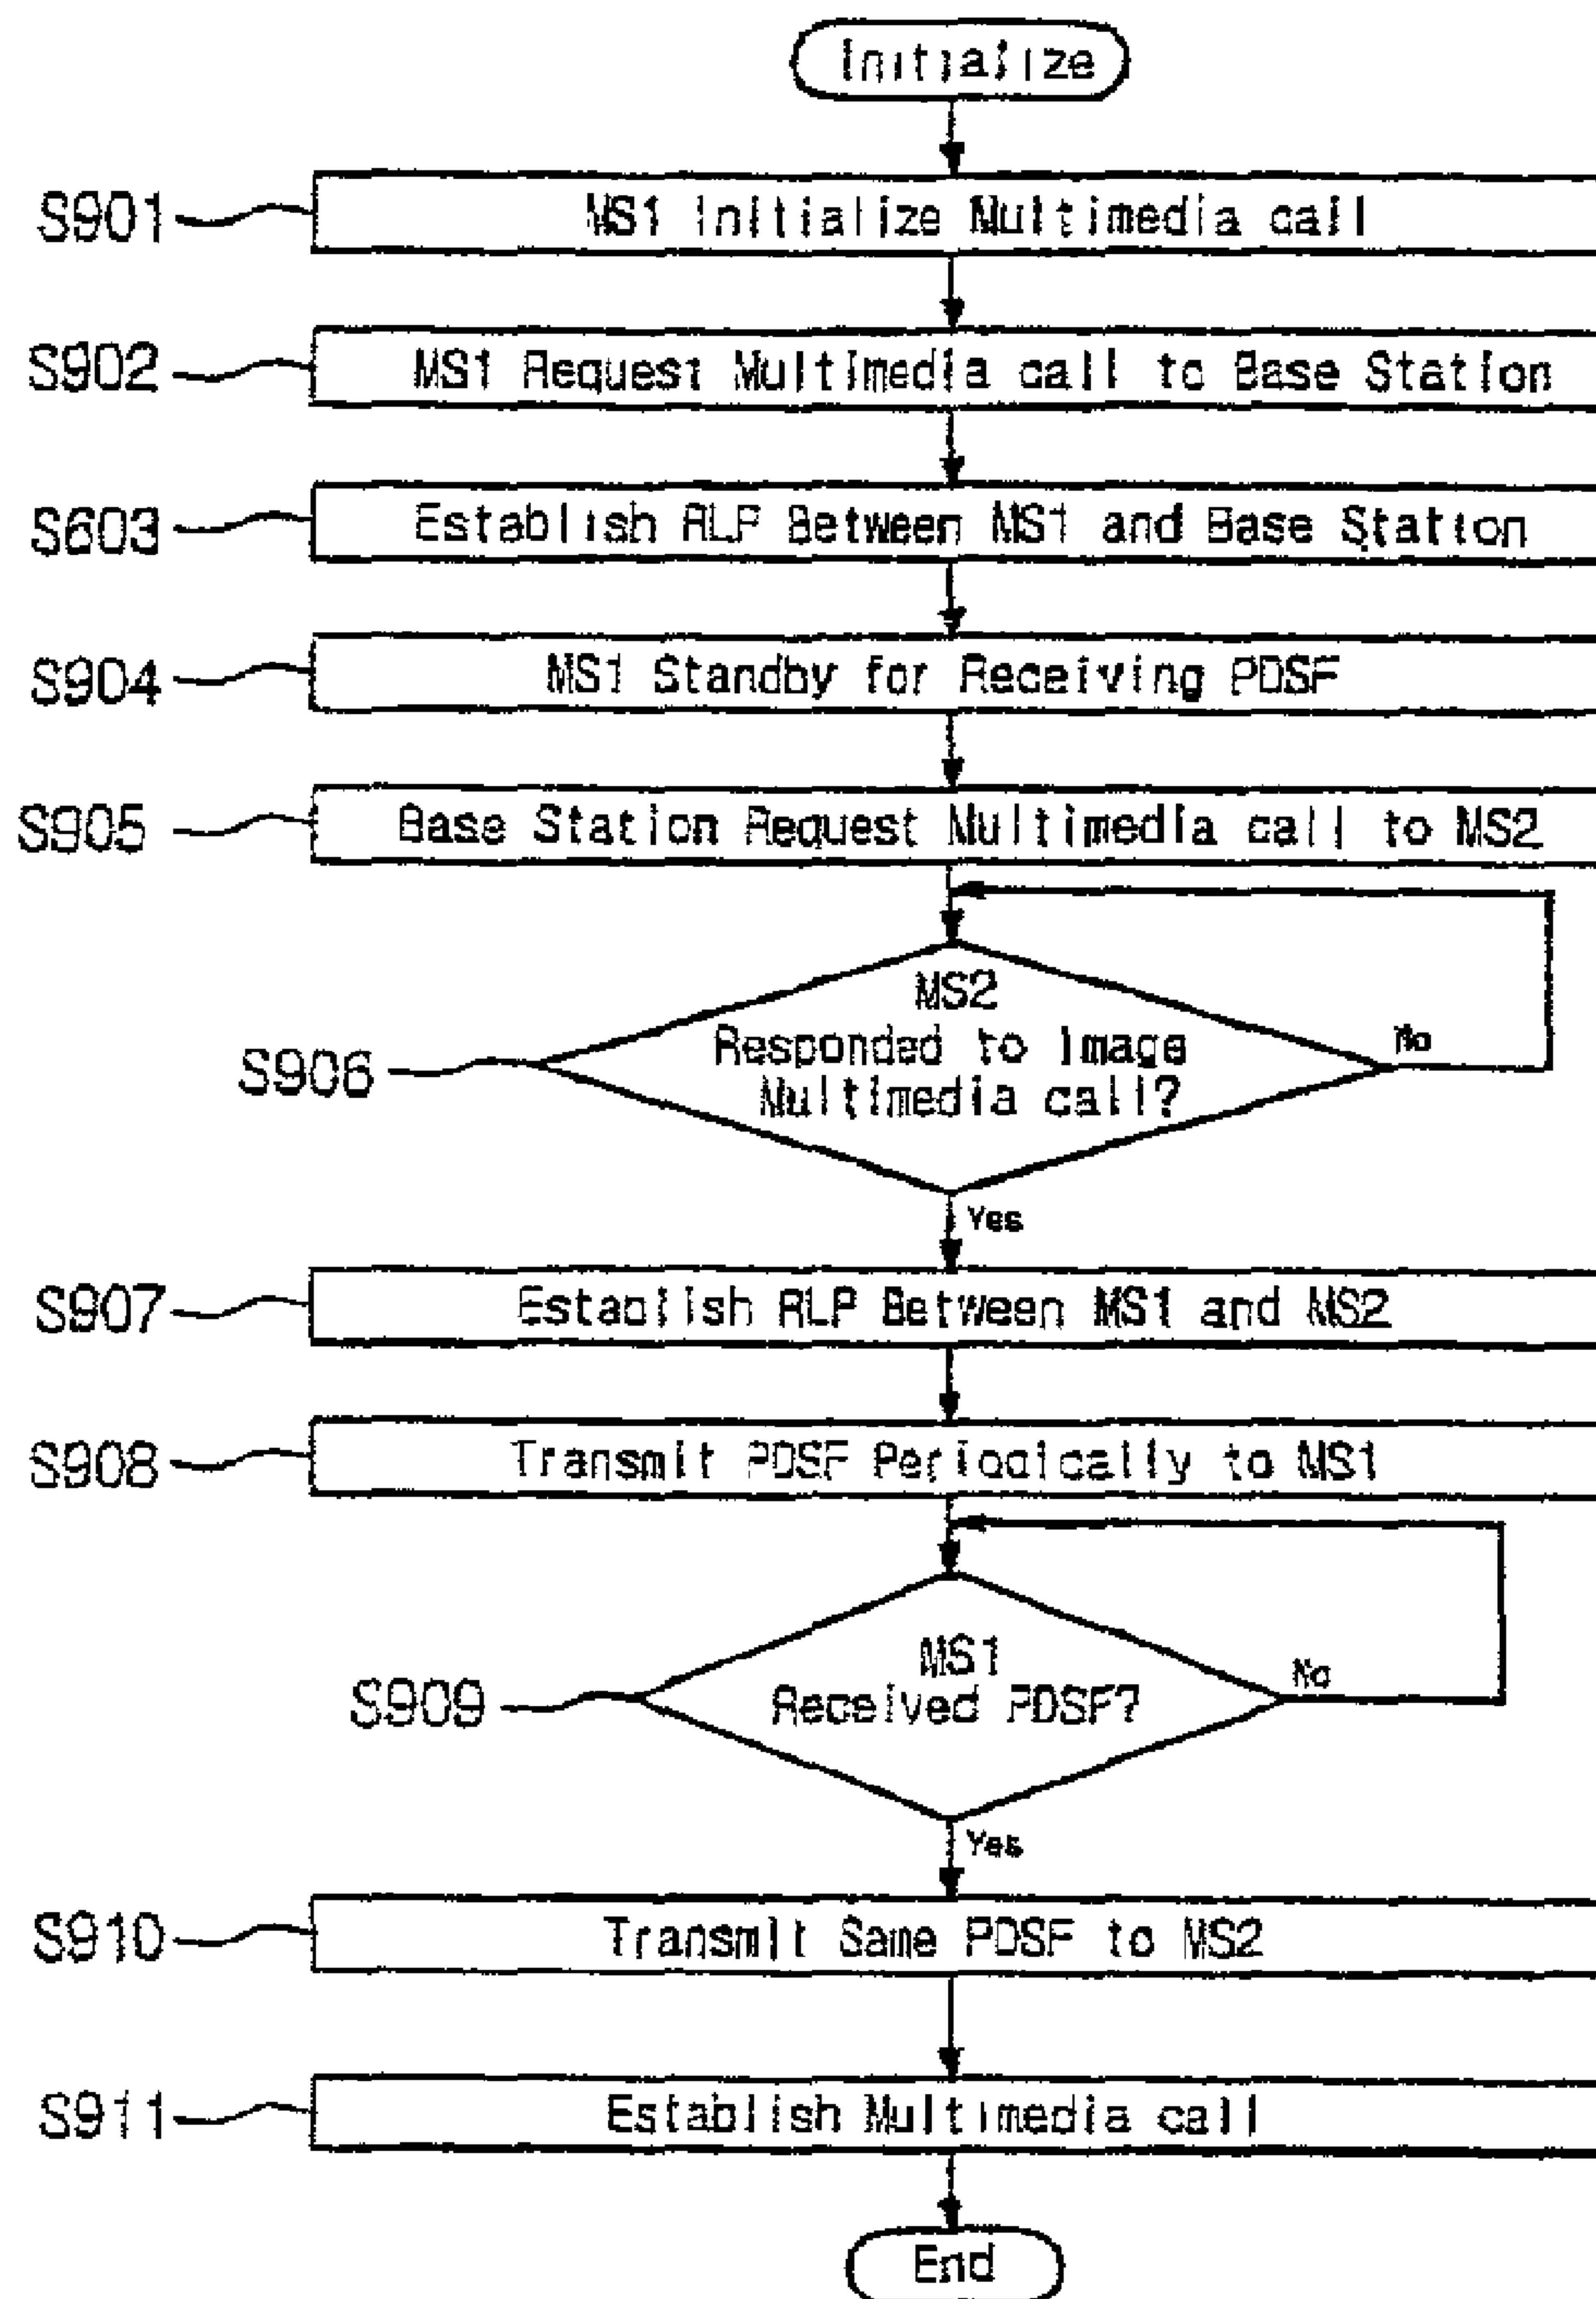 Initialize
S901 MS1 Initialize Multimedia call
S902 MS1 Request Multimedia call to Base Station
S603 Establish RLP Between MS1 and Base Station
S904 MS1 Standby for Receiving PDSF
S905 Base Station Request Multimedia call to MS2
MS2
Responded to Image
Multimedia call?
No
S906
Yes
S907 Establish RLP Between MS1 and MS2
S908 Transmit PDSF Periodically to MS1
MS1
Received PDSF?
No
S909
Yes
S910 Transmit Same PDSF to MS2
S911 Establish Multimedia call
End